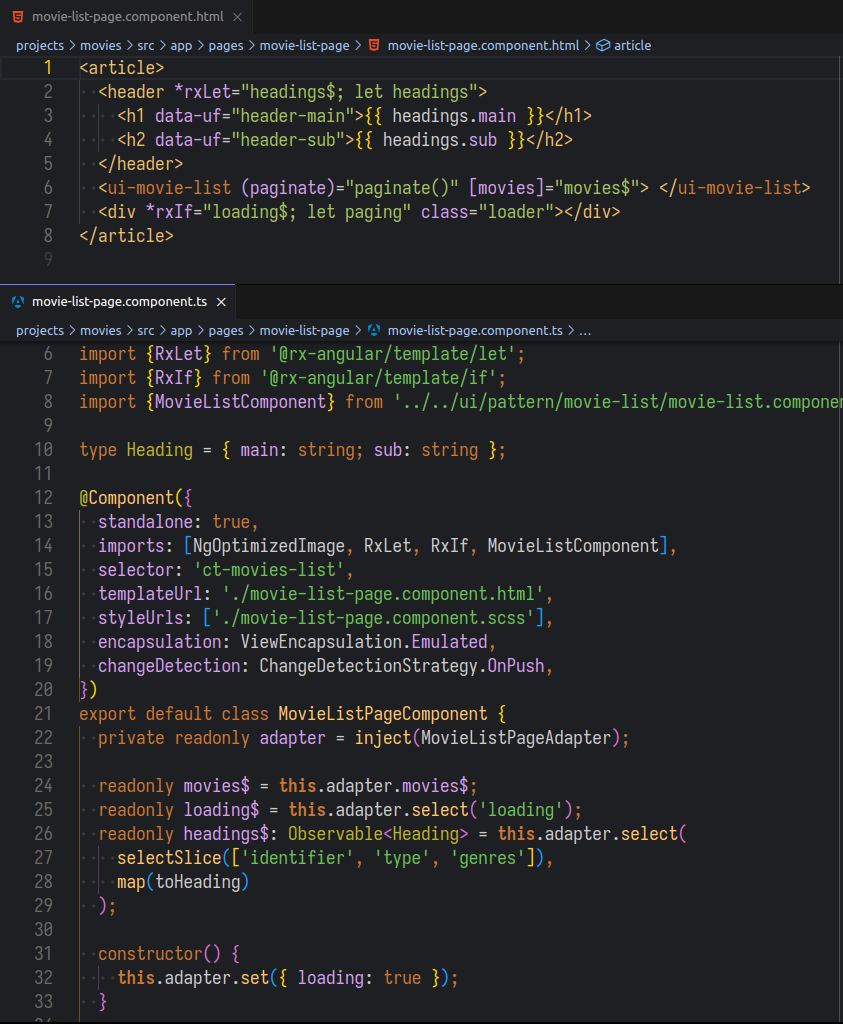 movie-list-page.component.html
projects > movies > src > app > pages > movie-list-page > movie-list-page.component.html > article
1 <article>
2 <header *rxLet="headings$; let headings">
3 <h1 data-uf="header-main">{{ headings.main }}</h1>
4 <h2 data-uf="header-sub">{{ headings.sub }}</h2>
5 </header>
6 <ui-movie-list (paginate)="paginate()" [movies]="movies$"> </ui-movie-list>
7 <div *rxIf="loading$; let paging" class="loader"></div>
8 </article>
9
movie-list-page.component.ts
projects > movies > src > app > pages > movie-list-page > movie-list-page.component.ts > ...
6 import {RxLet} from '@rx-angular/template/let';
7 import {RxIf} from '@rx-angular/template/if';
8 import {MovieListComponent} from '../../ui/pattern/movie-list/movie-list.componen
9
10 type Heading = { main: string; sub: string };
11
12 @Component({
13 standalone: true,
14 imports: [NgOptimizedImage, RxLet, RxIf, MovieListComponent],
15 selector: 'ct-movies-list',
16 templateUrl: './movie-list-page.component.html',
17 styleUrls: ['./movie-list-page.component.scss'],
18 encapsulation: ViewEncapsulation.Emulated,
19 changeDetection: ChangeDetectionStrategy.OnPush,
20 })
21 export default class MovieListPageComponent {
22 private readonly adapter = inject(MovieListPageAdapter);
23
24 readonly movies$ = this.adapter.movies$;
25 readonly loading$ = this.adapter.select('loading');
26 readonly headings$: Observable<Heading> = this.adapter.select(
27 selectSlice(['identifier', 'type', 'genres']),
28 map(toHeading)
29 );
30
31 constructor() {
32 this.adapter.set({ loading: true });
33 }